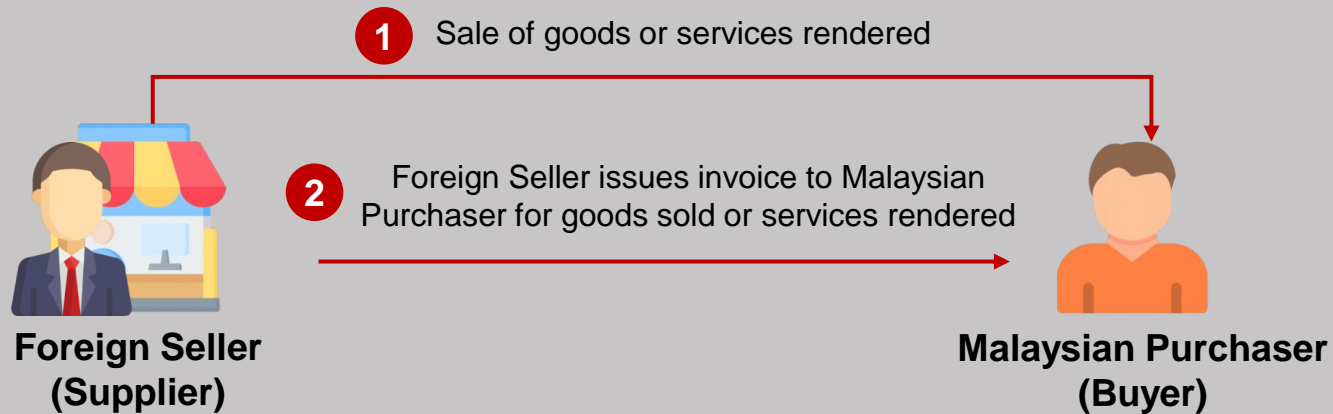 1
Sale of goods or services rendered
2
Foreign Seller issues invoice to Malaysian
Purchaser for goods sold or services rendered
Foreign Seller
(Supplier)
Malaysian Purchaser
(Buyer)